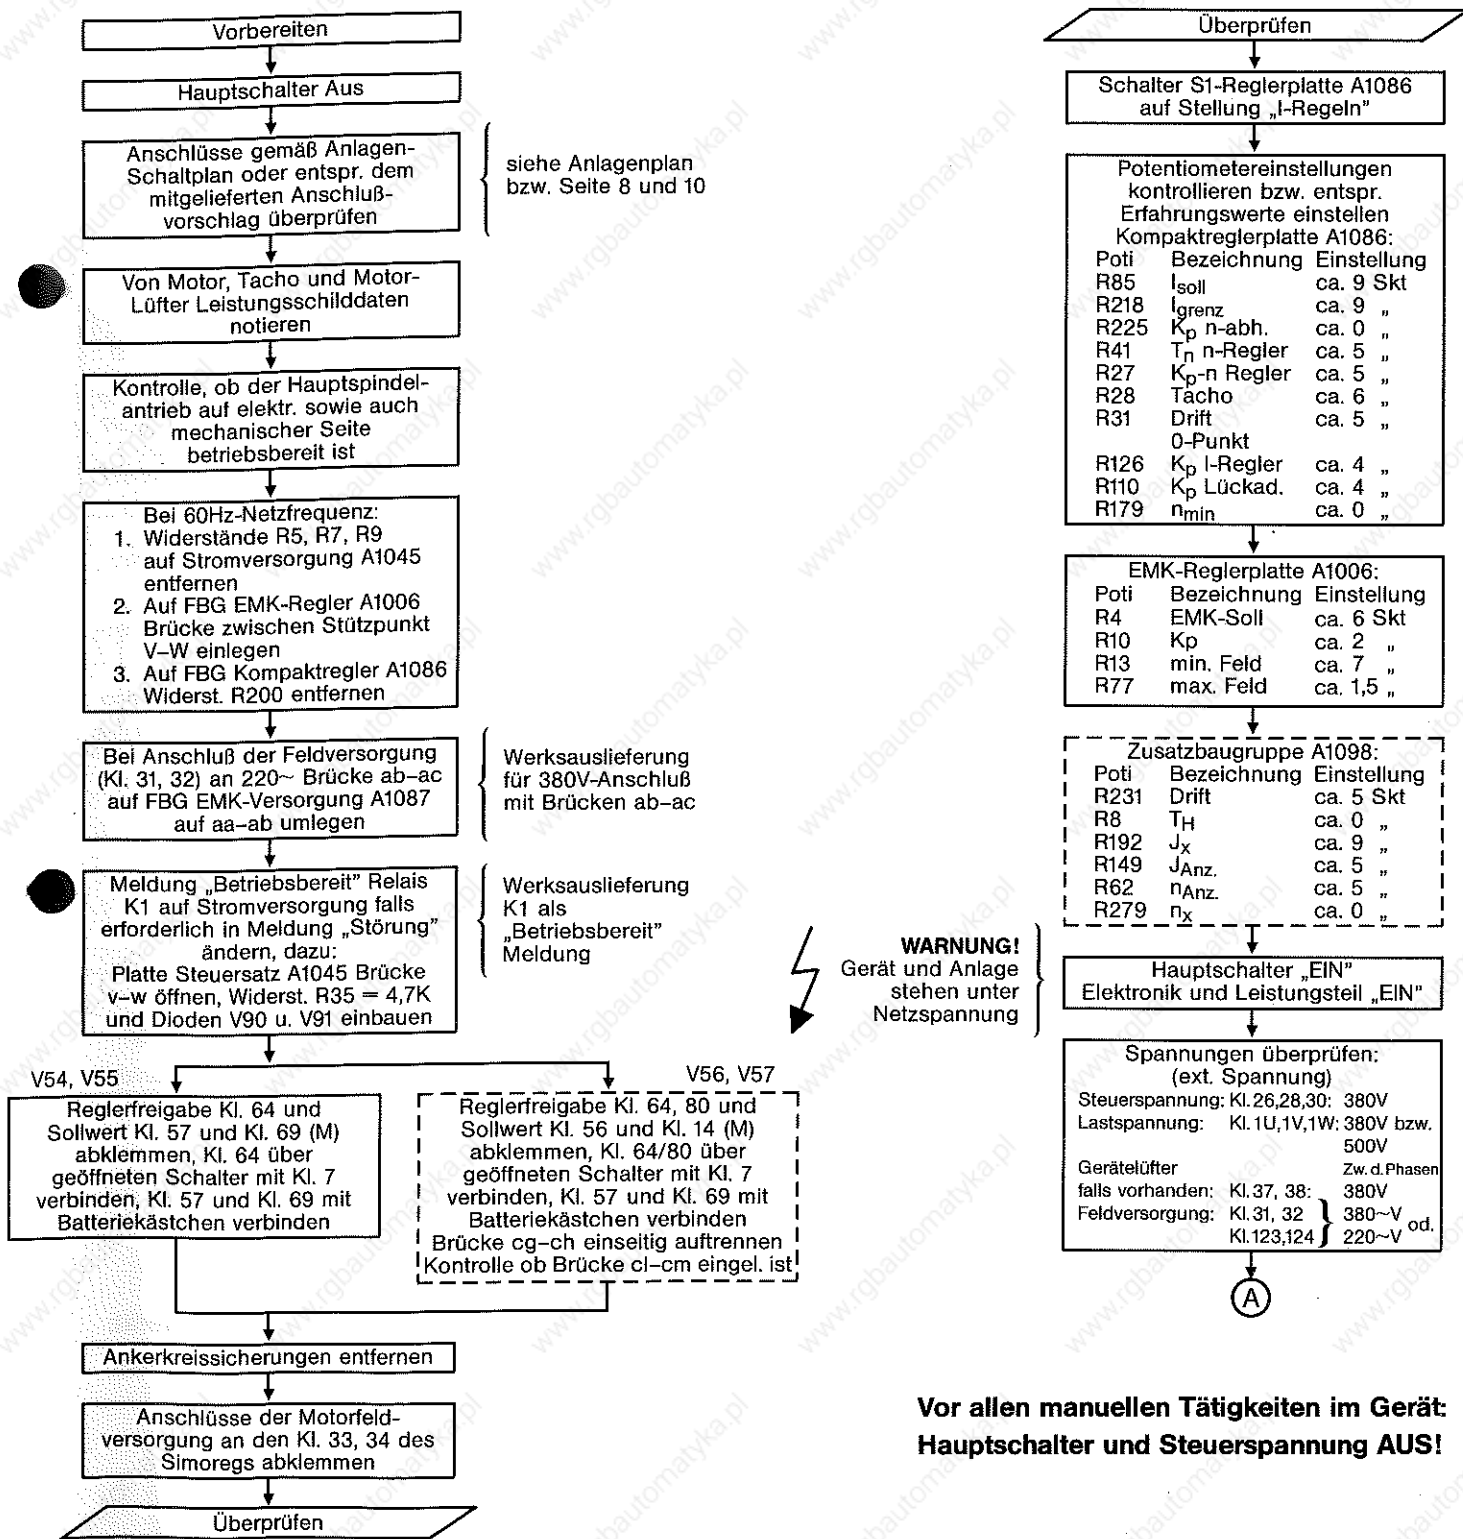 Vorbereiten
Hauptschalter Aus
Anschlüsse gemäß Anlagen-
Schaltplan oder entspr. dem
mitgelieferten Anschluß-
vorschlag überprüfen
siehe Anlagenplan
bzw. Seite 8 und 10
Von Motor, Tacho und Motor-
Lüfter Leistungsschilddaten
notieren
Kontrolle, ob der Hauptspindel-
antrieb auf elektr. sowie auch
mechanischer Seite
betriebsbereit ist
Bei 60Hz-Netzfrequenz:
1. Widerstände R5, R7, R9
auf Stromversorgung A1045
entfernen
2. Auf FBG EMK-Regler A1006
Brücke zwischen Stützpunkt
V–W einlegen
3. Auf FBG Kompaktregler A1086
Widerst. R200 entfernen
Bei Anschluß der Feldversorgung
(Kl. 31, 32) an 220~ Brücke ab–ac
auf FBG EMK-Versorgung A1087
auf aa–ab umlegen
Werksauslieferung
für 380V-Anschluß
mit Brücken ab–ac
Meldung „Betriebsbereit" Relais
K1 auf Stromversorgung falls
erforderlich in Meldung „Störung"
ändern, dazu:
Platte Steuersatz A1045 Brücke
v–w öffnen, Widerst. R35 = 4,7K
und Dioden V90 u. V91 einbauen
Werksauslieferung
K1 als
„Betriebsbereit"
Meldung
V54, V55
Reglerfreigabe Kl. 64 und
Sollwert Kl. 57 und Kl. 69 (M)
abklemmen, Kl. 64 über
geöffneten Schalter mit Kl. 7
verbinden, Kl. 57 und Kl. 69 mit
Batteriekästchen verbinden
V56, V57
Reglerfreigabe Kl. 64, 80 und
Sollwert Kl. 56 und Kl. 14 (M)
abklemmen, Kl. 64/80 über
geöffneten Schalter mit Kl. 7
verbinden, Kl. 57 und Kl. 69 mit
Batteriekästchen verbinden
Brücke cg–ch einseitig auftrennen
Kontrolle ob Brücke cl–cm eingel. ist
Ankerkreissicherungen entfernen
Anschlüsse der Motorfeld-
versorgung an den Kl. 33, 34 des
Simoregs abklemmen
Überprüfen
Überprüfen
Schalter S1-Reglerplatte A1086
auf Stellung „I-Regeln"
Potentiometereinstellungen
kontrollieren bzw. entspr.
Erfahrungswerte einstellen
Kompaktreglerplatte A1086:
Poti Bezeichnung Einstellung
R85 Isoll ca. 9 Skt
R218 Igrenz ca. 9 „
R225 Kp n-abh. ca. 0 „
R41 Tn n-Regler ca. 5 „
R27 Kp-n Regler ca. 5 „
R28 Tacho ca. 6 „
R31 Drift ca. 5 „
0-Punkt
R126 Kp I-Regler ca. 4 „
R110 Kp Lückad. ca. 4 „
R179 nmin ca. 0 „
EMK-Reglerplatte A1006:
Poti Bezeichnung Einstellung
R4 EMK-Soll ca. 6 Skt
R10 Kp ca. 2 „
R13 min. Feld ca. 7 „
R77 max. Feld ca. 1,5 „
Zusatzbaugruppe A1098:
Poti Bezeichnung Einstellung
R231 Drift ca. 5 Skt
R8 TH ca. 0 „
R192 Jx ca. 9 „
R149 JAnz. ca. 5 „
R62 nAnz. ca. 5 „
R279 nx ca. 0 „
WARNUNG!
Gerät und Anlage
stehen unter
Netzspannung
Hauptschalter „EIN"
Elektronik und Leistungsteil „EIN"
Spannungen überprüfen:
(ext. Spannung)
Steuerspannung: Kl. 26,28,30: 380V
Lastspannung: Kl. 1U,1V,1W: 380V bzw.
500V
Gerätelüfter Zw. d. Phasen
falls vorhanden: Kl. 37, 38: 380V
Feldversorgung: Kl. 31, 32 } 380~V od.
Kl. 123,124 220~V
A
Vor allen manuellen Tätigkeiten im Gerät:
Hauptschalter und Steuerspannung AUS!
www.rgbautomatyka.pl